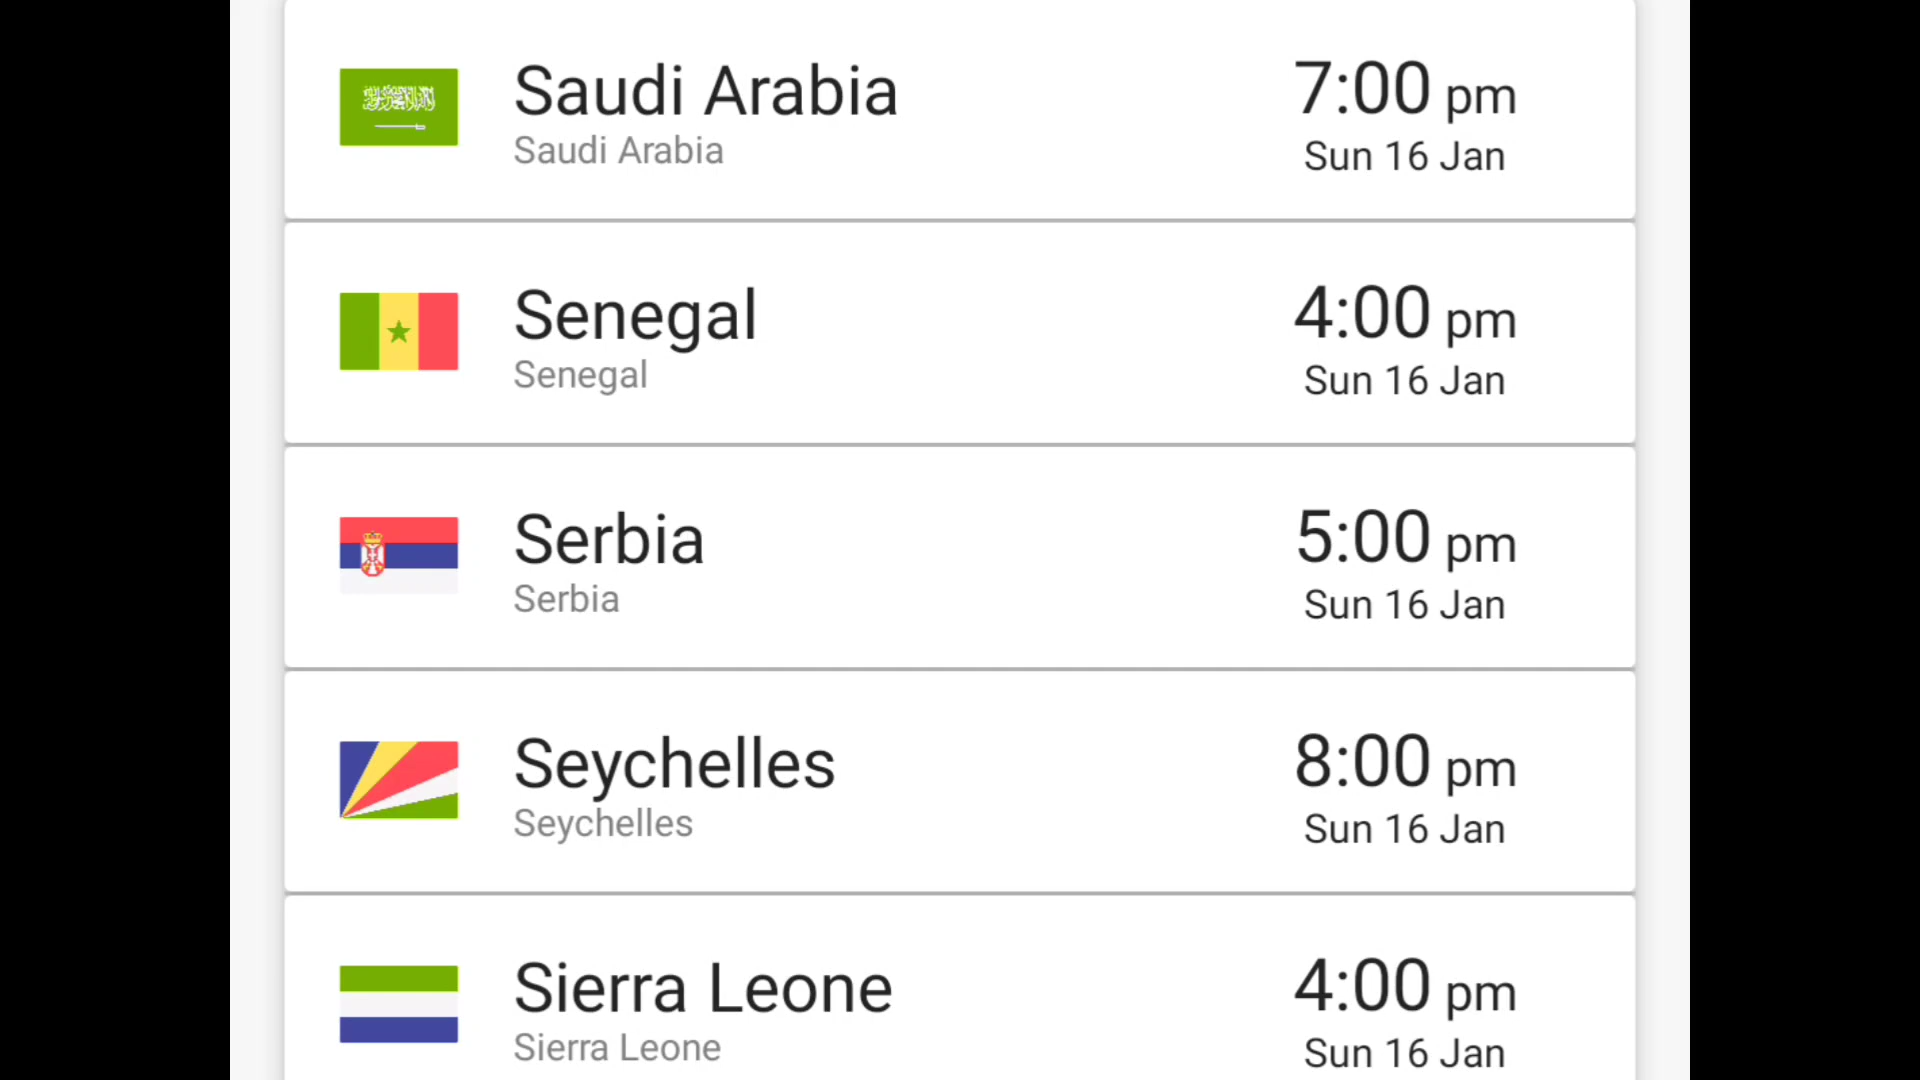 Saudi Arabia
Saudi Arabia
7:00 pm
Sun 16 Jan
Senegal
Senegal
4:00 pm
Sun 16 Jan
Serbia
Serbia
5:00 pm
Sun 16 Jan
Seychelles
Seychelles
8:00 pm
Sun 16 Jan
Sierra Leone
Sierra Leone
4:00 pm
Sun 16 Jan